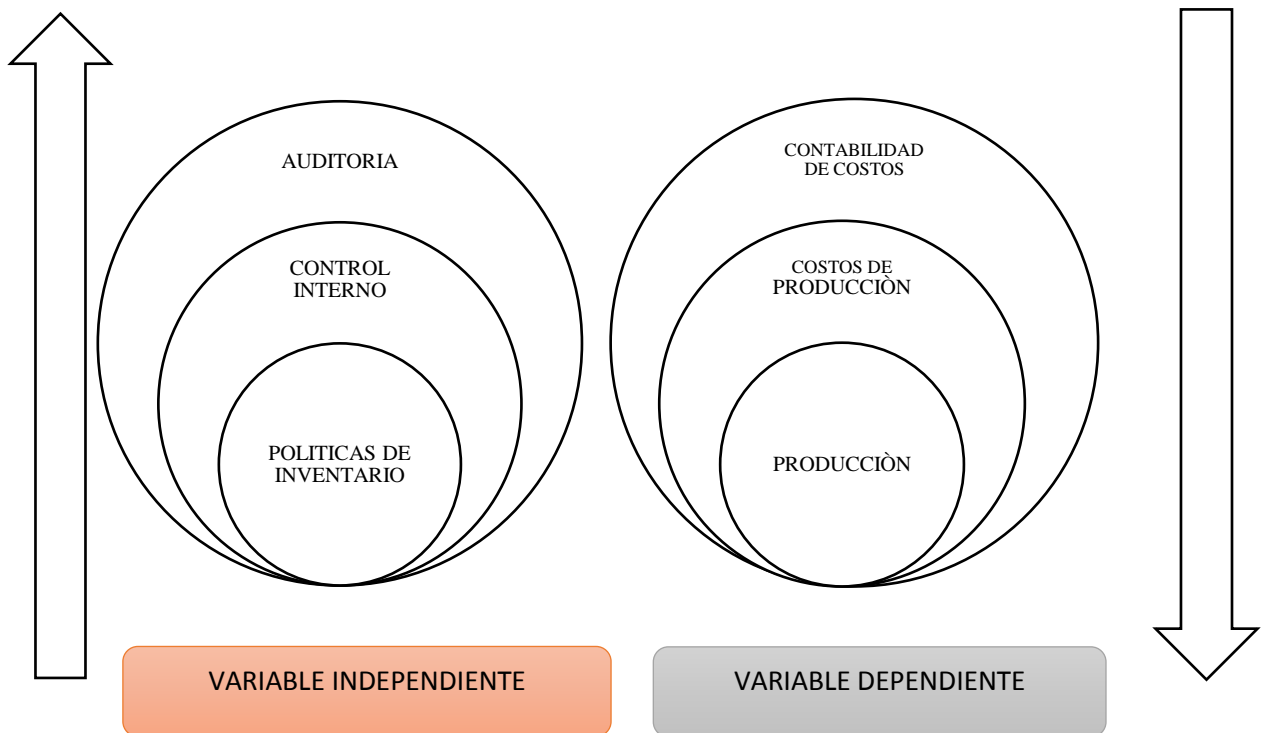 AUDITORIA
CONTROL
INTERNO
POLITICAS DE
INVENTARIO
CONTABILIDAD
DE COSTOS
COSTOS DE
PRODUCCIÒN
PRODUCCIÒN
VARIABLE INDEPENDIENTE
VARIABLE DEPENDIENTE